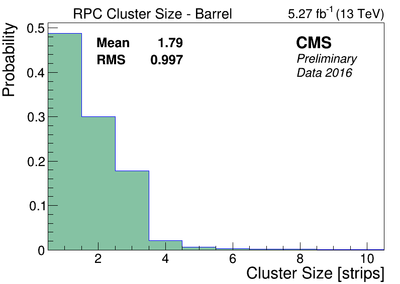 RPC Cluster Size - Barrel 5.27 fb-1 (13 TeV)
Probability
0.5
0.4
0.3
0.2
0.1
0
Mean 1.79
RMS 0.997
CMS
Preliminary
Data 2016
2 4 6 8 10
Cluster Size [strips]